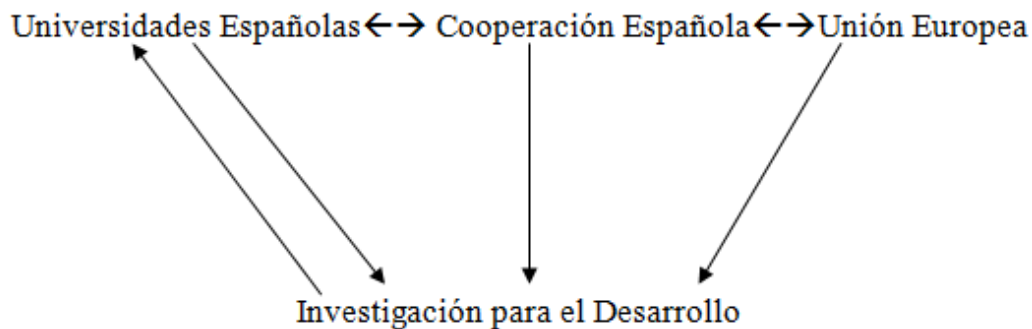 Universidades Españolas←→ Cooperación Española←→Unión Europea
Investigación para el Desarrollo